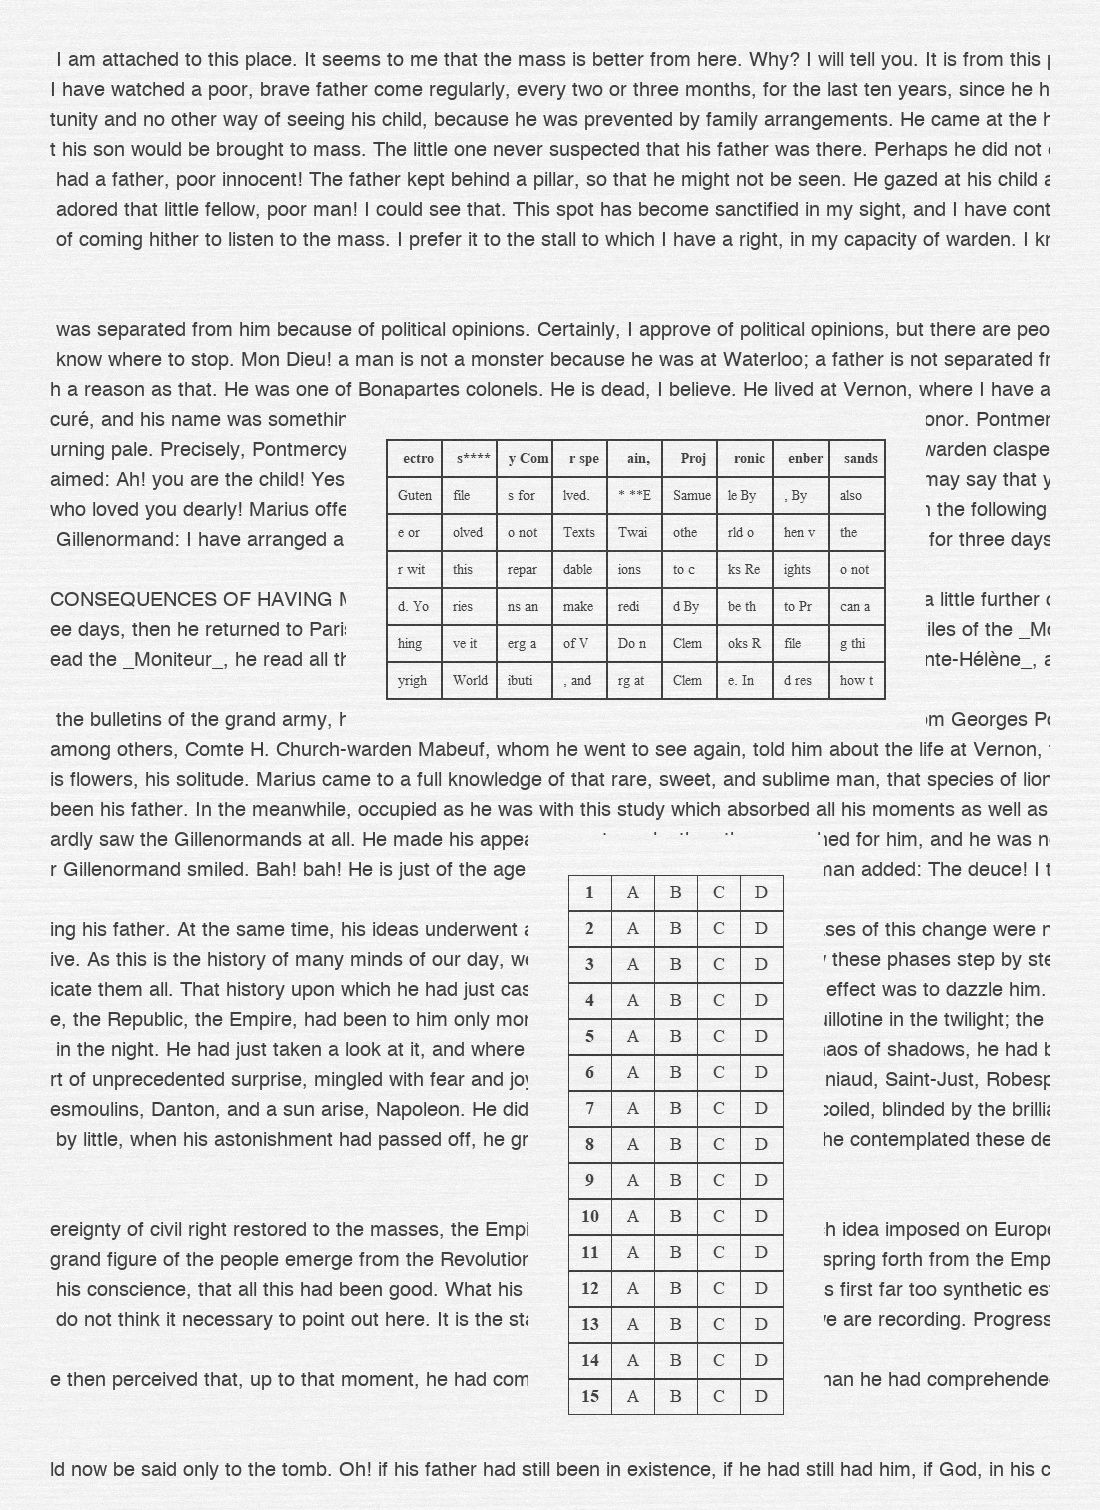 I am attached to this place. It seems to me that the mass is better from here. Why? I will tell you. It is from this
I have watched a poor, brave father come regularly, every two or three months, for the last ten years, since he h
tunity and no other way of seeing his child, because he was prevented by family arrangements. He came at the h
t his son would be brought to mass. The little one never suspected that his father was there. Perhaps he did not
had a father, poor innocent! The father kept behind a pillar, so that he might not be seen. He gazed at his child a
adored that little fellow, poor man! I could see that. This spot has become sanctified in my sight, and I have cont
of coming hither to listen to the mass. I prefer it to the stall to which I have a right, in my capacity of warden. I kr
was separated from him because of political opinions. Certainly, I approve of political opinions, but there are peo
know where to stop. Mon Dieu! a man is not a monster because he was at Waterloo; a father is not separated fr
h a reason as that. He was one of Bonapartes colonels. He is dead, I believe. He lived at Vernon, where I have a
curé, and his name was somethin onor. Pontmer
urning pale. Precisely, Pontmercy warden claspe
aimed: Ah! you are the child! Yes may say that y
who loved you dearly! Marius offe the following
Gillenormand: I have arranged a for three days
CONSEQUENCES OF HAVING a little further
ee days, then he returned to Paris iles of the _Mo
ead the _Moniteur_, he read all th nte-Hélène_, a
the bulletins of the grand army, h om Georges Po
ectro s**** y Com r spe ain, Proj ronic enber sands
Guten file s for lved. * **E Samue le By , By also
e or olved o not Texts Twai othe rld o hen v the
r wit this repar dable ions to c ks Re ights o not
d. Yo ries ns an make redi d By be th to Pr can a
hing ve it erg a of V Do n Clem oks R file g thi
yrigh World ibuti , and rg at Clem e. In d res how t
among others, Comte H. Church-warden Mabeuf, whom he went to see again, told him about the life at Vernon,
is flowers, his solitude. Marius came to a full knowledge of that rare, sweet, and sublime man, that species of lion
been his father. In the meanwhile, occupied as he was with this study which absorbed all his moments as well as
ardly saw the Gillenormands at all. He made his appea hed for him, and he was n
r Gillenormand smiled. Bah! bah! He is just of the age man added: The deuce! I t
ing his father. At the same time, his ideas underwent a ses of this change were n
ive. As this is the history of many minds of our day, we these phases step by ste
icate them all. That history upon which he had just cas effect was to dazzle him.
e, the Republic, the Empire, had been to him only mon uillotine in the twilight; the
in the night. He had just taken a look at it, and where haos of shadows, he had b
rt of unprecedented surprise, mingled with fear and joy niaud, Saint-Just, Robesp
esmoulins, Danton, and a sun arise, Napoleon. He did coiled, blinded by the brillia
by little, when his astonishment had passed off, he gr he contemplated these de
ereignty of civil right restored to the masses, the Empi h idea imposed on Europe
grand figure of the people emerge from the Revolution spring forth from the Emp
his conscience, that all this had been good. What his s first far too synthetic es
do not think it necessary to point out here. It is the sta e are recording. Progress
e then perceived that, up to that moment, he had com han he had comprehende
1 A B C D
2 A B C D
3 A B C D
4 A B C D
5 A B C D
6 A B C D
7 A B C D
8 A B C D
9 A B C D
10 A B C D
11 A B C D
12 A B C D
13 A B C D
14 A B C D
15 A B C D
ld now be said only to the tomb. Oh! if his father had still been in existence, if he had still had him, if God, in his c